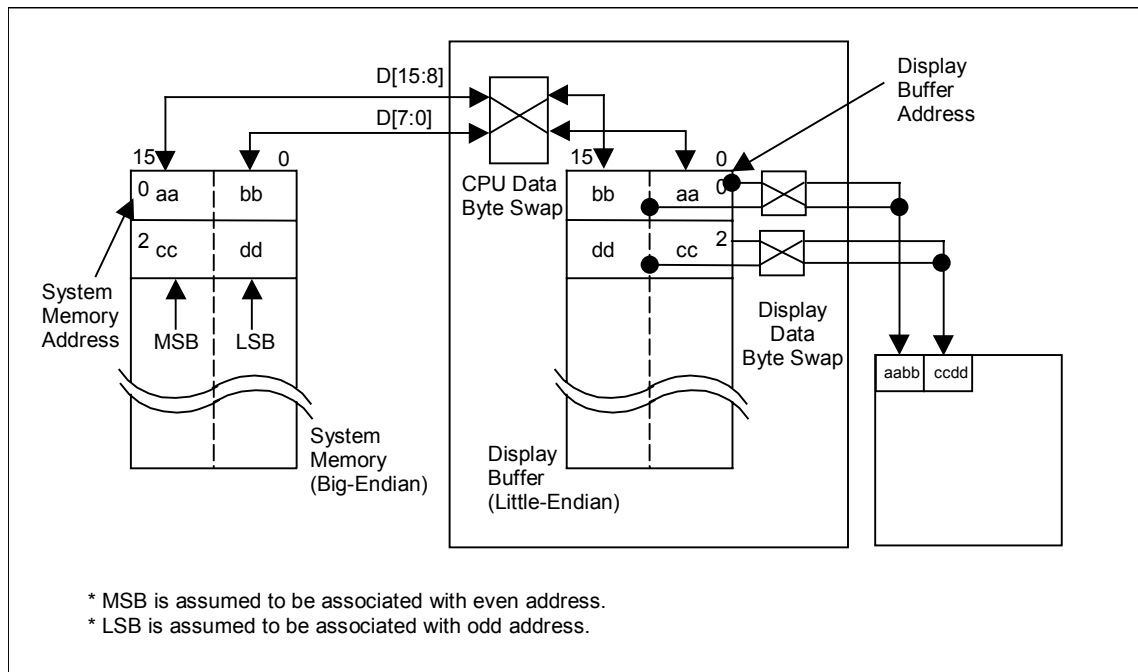 D[15:8]
D[7:0]
Display
Buffer
Address
15
0
15
0
CPU Data
Byte Swap
0
aa
bb
bb
aa
0
2
cc
dd
dd
cc
2
System
Memory
Address
MSB
LSB
Display
Data
Byte Swap
aabb
ccdd
System
Memory
(Big-Endian)
Display
Buffer
(Little-Endian)
* MSB is assumed to be associated with even address.
* LSB is assumed to be associated with odd address.